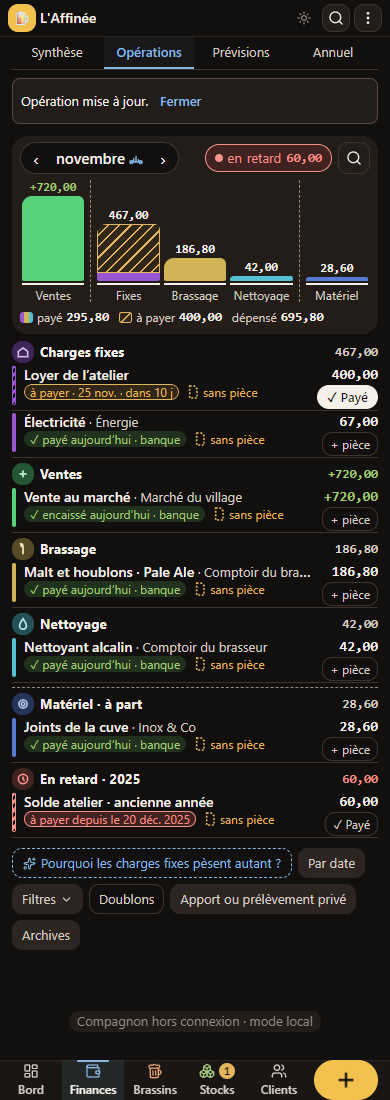 L'Affinée
Synthèse Opérations Prévisions Annuel
Opération mise à jour. Fermer
‹ novembre › en retard 60,00
+720,00 467,00 186,80 42,00 28,60
Ventes Fixes Brassage Nettoyage Matériel
payé 295,80 à payer 400,00 dépensé 695,80
Charges fixes 467,00
Loyer de l'atelier 400,00
à payer · 25 nov. · dans 10 j sans pièce ✓ Payé
Électricité · Énergie 67,00
✓ payé aujourd'hui · banque sans pièce + pièce
Ventes +720,00
Vente au marché · Marché du village +720,00
✓ encaissé aujourd'hui · banque sans pièce + pièce
Brassage 186,80
Malt et houblons · Pale Ale · Comptoir du bra... 186,80
✓ payé aujourd'hui · banque sans pièce + pièce
Nettoyage 42,00
Nettoyant alcalin · Comptoir du brasseur 42,00
✓ payé aujourd'hui · banque sans pièce + pièce
Matériel · à part 28,60
Joints de la cuve · Inox & Co 28,60
✓ payé aujourd'hui · banque sans pièce + pièce
En retard · 2025 60,00
Solde atelier · ancienne année 60,00
à payer depuis le 20 déc. 2025 sans pièce ✓ Payé
Pourquoi les charges fixes pèsent autant ? Par date
Filtres Doublons Apport ou prélèvement privé
Archives
Compagnon hors connexion · mode local
1
Bord Finances Brassins Stocks Clients +